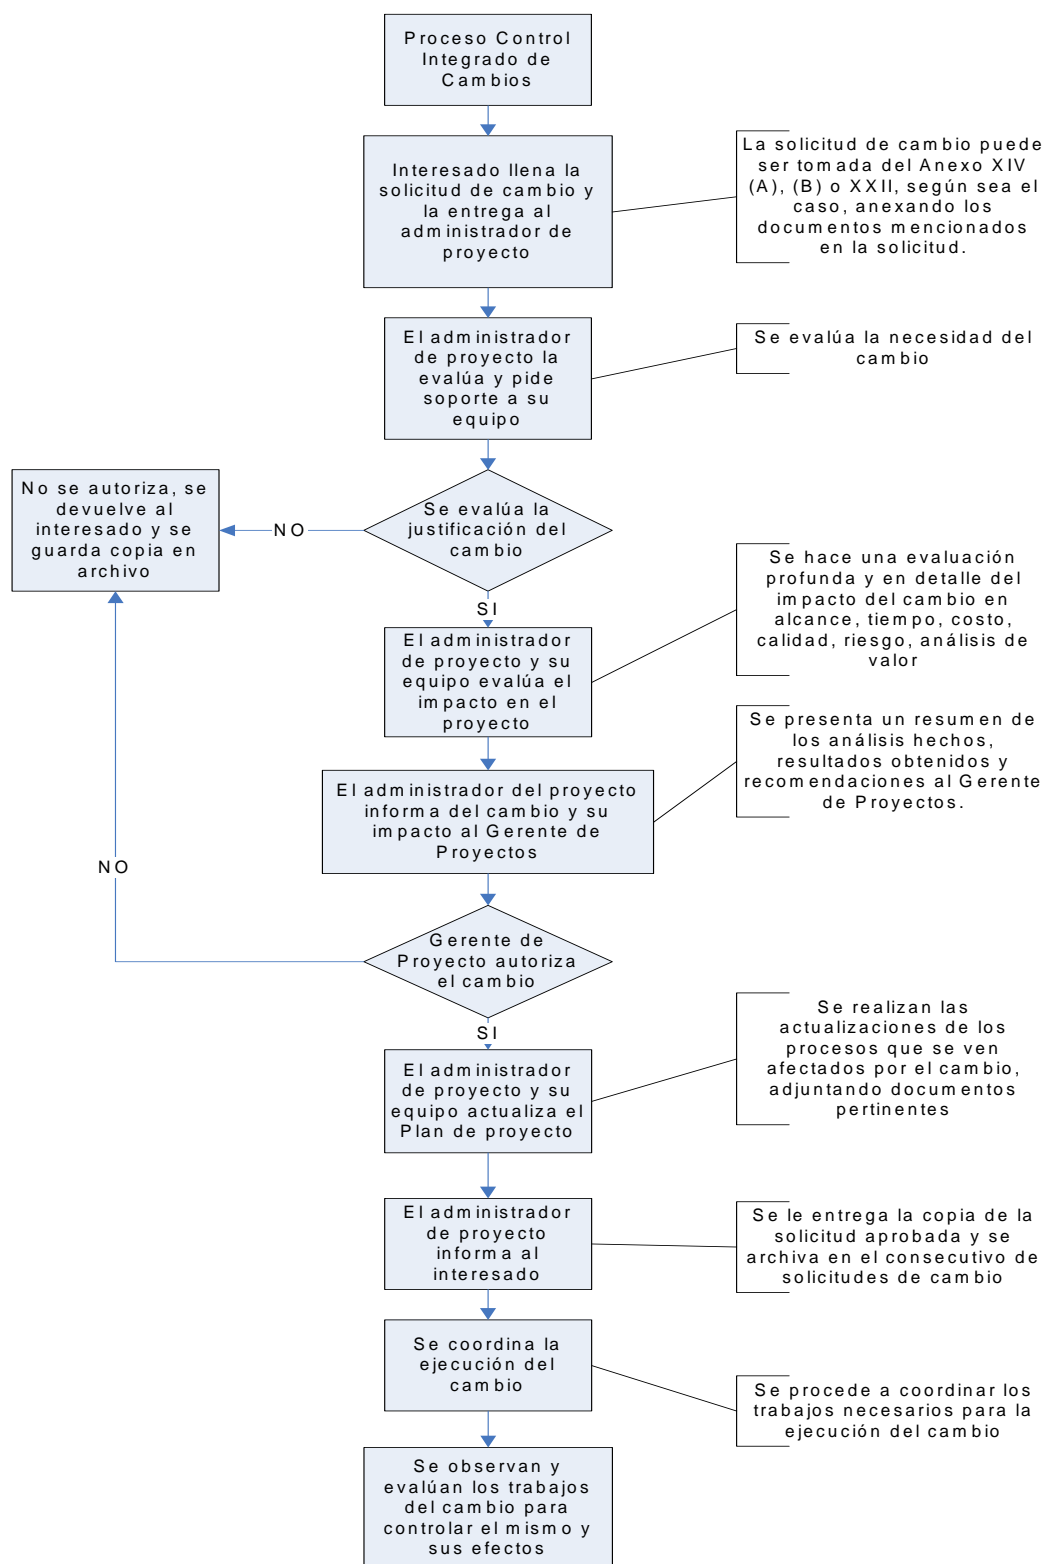 Proceso Control
Integrado de
Cambios
Interesado llena la
solicitud de cambio y
la entrega al
administrador de
proyecto
La solicitud de cambio puede
ser tomada del Anexo XIV
(A), (B) o XXII, según sea el
caso, anexando los
documentos mencionados
en la solicitud.
El administrador
de proyecto la
evalúa y pide
soporte a su
equipo
Se evalúa la necesidad del
cambio
No se autoriza, se
devuelve al
interesado y se
guarda copia en
archivo
NO
Se evalúa la
justificación del
cambio
SI
Se hace una evaluación
profunda y en detalle del
impacto del cambio en
alcance, tiempo, costo,
calidad, riesgo, análisis de
valor
El administrador
de proyecto y su
equipo evalúa el
impacto en el
proyecto
Se presenta un resumen de
los análisis hechos,
resultados obtenidos y
recomendaciones al Gerente
de Proyectos.
El administrador del proyecto
informa del cambio y su
impacto al Gerente de
Proyectos
NO
Gerente de
Proyecto autoriza
el cambio
SI
Se realizan las
actualizaciones de los
procesos que se ven
afectados por el cambio,
adjuntando documentos
pertinentes
El administrador
de proyecto y su
equipo actualiza el
Plan de proyecto
El administrador
de proyecto
informa al
interesado
Se le entrega la copia de la
solicitud aprobada y se
archiva en el consecutivo de
solicitudes de cambio
Se coordina la
ejecución del
cambio
Se procede a coordinar los
trabajos necesarios para la
ejecución del cambio
Se observan y
evalúan los trabajos
del cambio para
controlar el mismo y
sus efectos